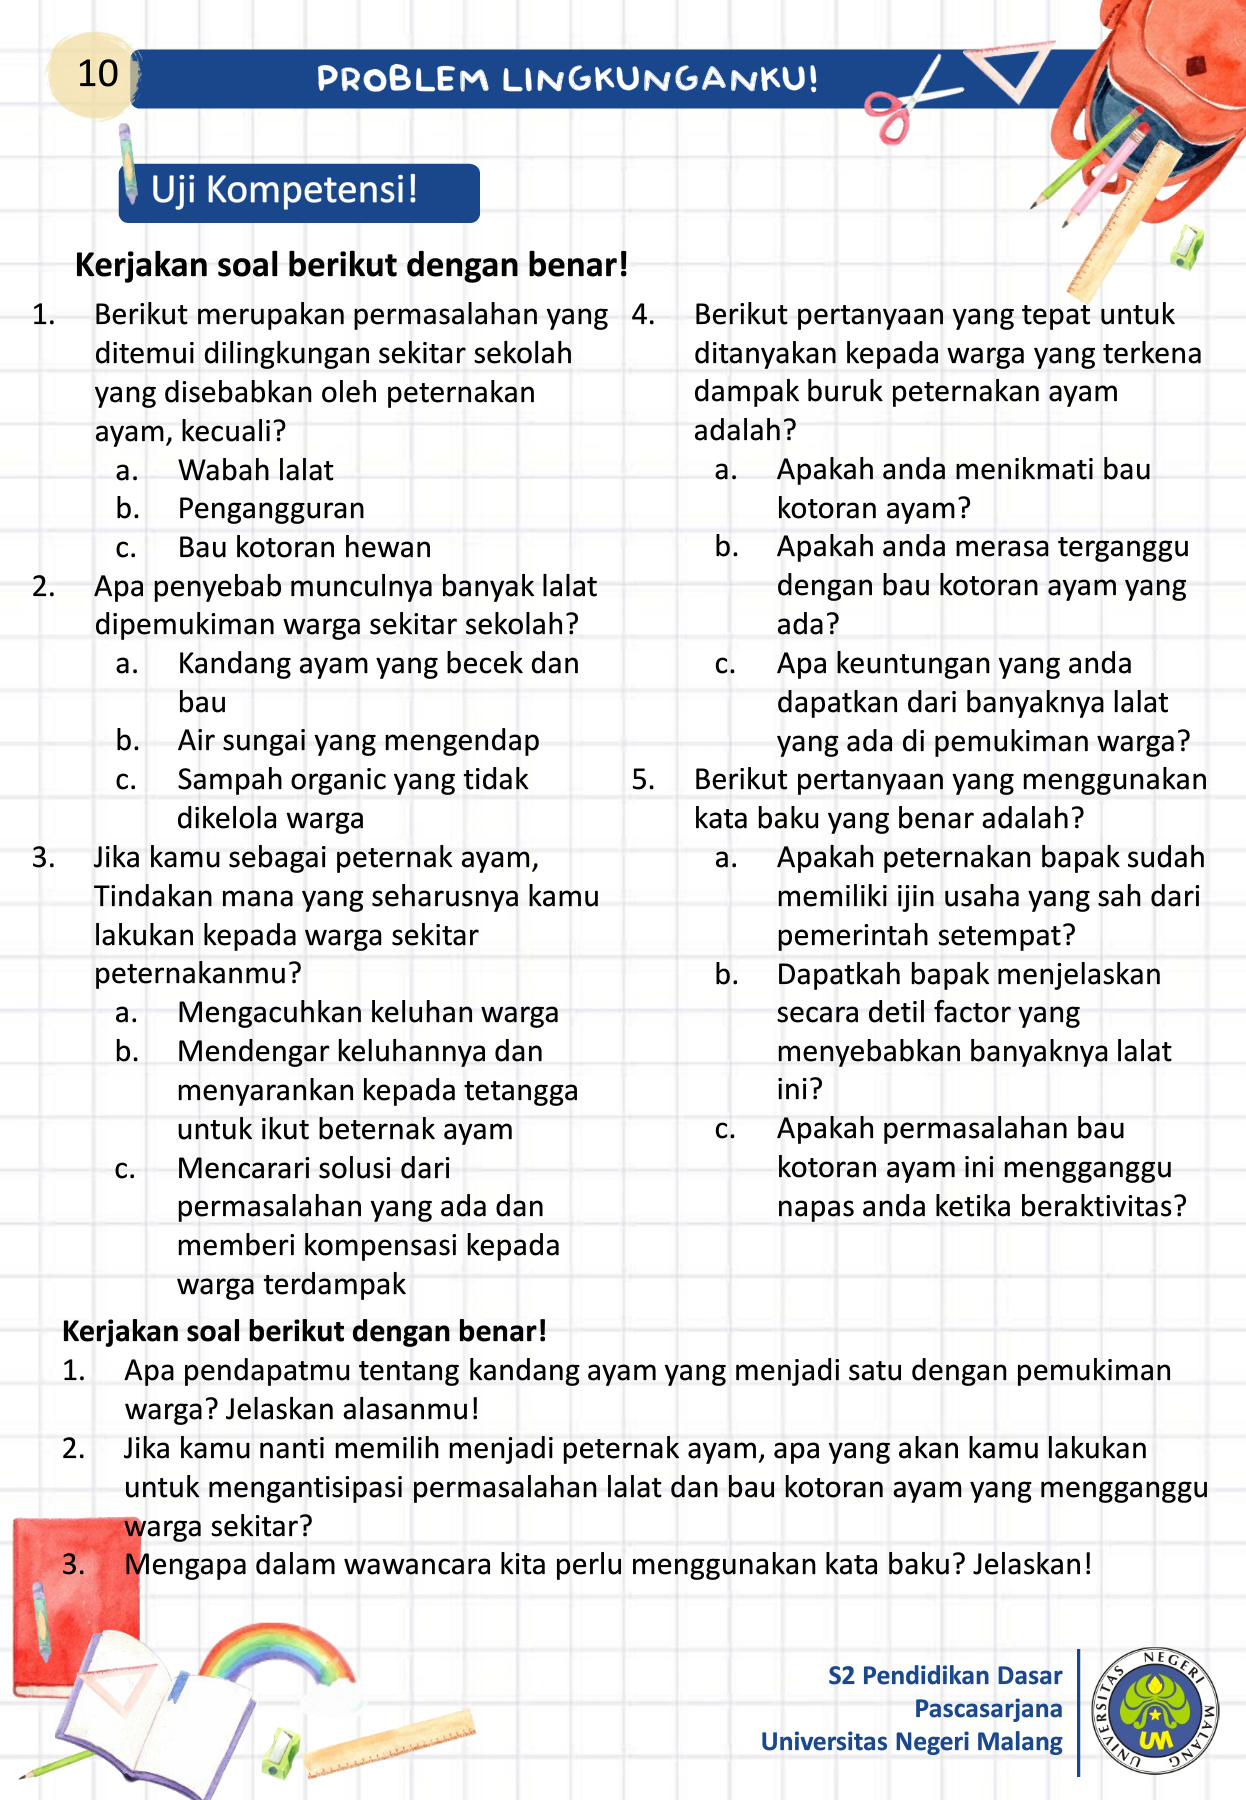 10
PROBLEM LINGKUNGANKU!
Uji Kompetensi!
Kerjakan soal berikut dengan benar!
1. Berikut merupakan permasalahan yang
ditemui dilingkungan sekitar sekolah
yang disebabkan oleh peternakan
ayam, kecuali?
a. Wabah lalat
b. Pengangguran
c. Bau kotoran hewan
2. Apa penyebab munculnya banyak lalat
dipemukiman warga sekitar sekolah?
a. Kandang ayam yang becek dan
bau
b. Air sungai yang mengendap
c. Sampah organic yang tidak
dikelola warga
3. Jika kamu sebagai peternak ayam,
Tindakan mana yang seharusnya kamu
lakukan kepada warga sekitar
peternakanmu?
a. Mengacuhkan keluhan warga
b. Mendengar keluhannya dan
menyarankan kepada tetangga
untuk ikut beternak ayam
c. Mencarari solusi dari
permasalahan yang ada dan
memberi kompensasi kepada
warga terdampak
4. Berikut pertanyaan yang tepat untuk
ditanyakan kepada warga yang terkena
dampak buruk peternakan ayam
adalah?
a. Apakah anda menikmati bau
kotoran ayam?
b. Apakah anda merasa terganggu
dengan bau kotoran ayam yang
ada?
c. Apa keuntungan yang anda
dapatkan dari banyaknya lalat
yang ada di pemukiman warga?
5. Berikut pertanyaan yang menggunakan
kata baku yang benar adalah?
a. Apakah peternakan bapak sudah
memiliki ijin usaha yang sah dari
pemerintah setempat?
b. Dapatkah bapak menjelaskan
secara detil factor yang
menyebabkan banyaknya lalat
ini?
c. Apakah permasalahan bau
kotoran ayam ini mengganggu
napas anda ketika beraktivitas?
Kerjakan soal berikut dengan benar!
1. Apa pendapatmu tentang kandang ayam yang menjadi satu dengan pemukiman
warga? Jelaskan alasanmu!
2. Jika kamu nanti memilih menjadi peternak ayam, apa yang akan kamu lakukan
untuk mengantisipasi permasalahan lalat dan bau kotoran ayam yang mengganggu
warga sekitar?
3. Mengapa dalam wawancara kita perlu menggunakan kata baku? Jelaskan!
S2 Pendidikan Dasar
Pascasarjana
Universitas Negeri Malang
UNIVERSITAS NEGERI MALANG
UM